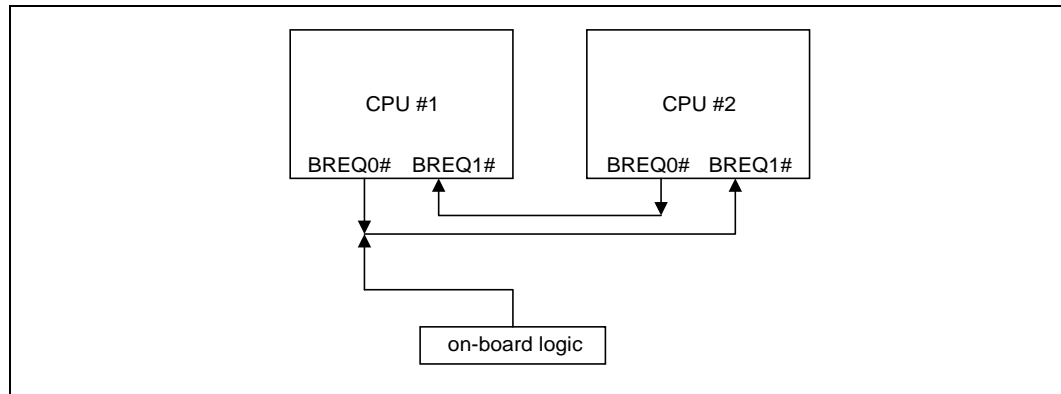 CPU #1
CPU #2
BREQ0# BREQ1#
BREQ0# BREQ1#
on-board logic